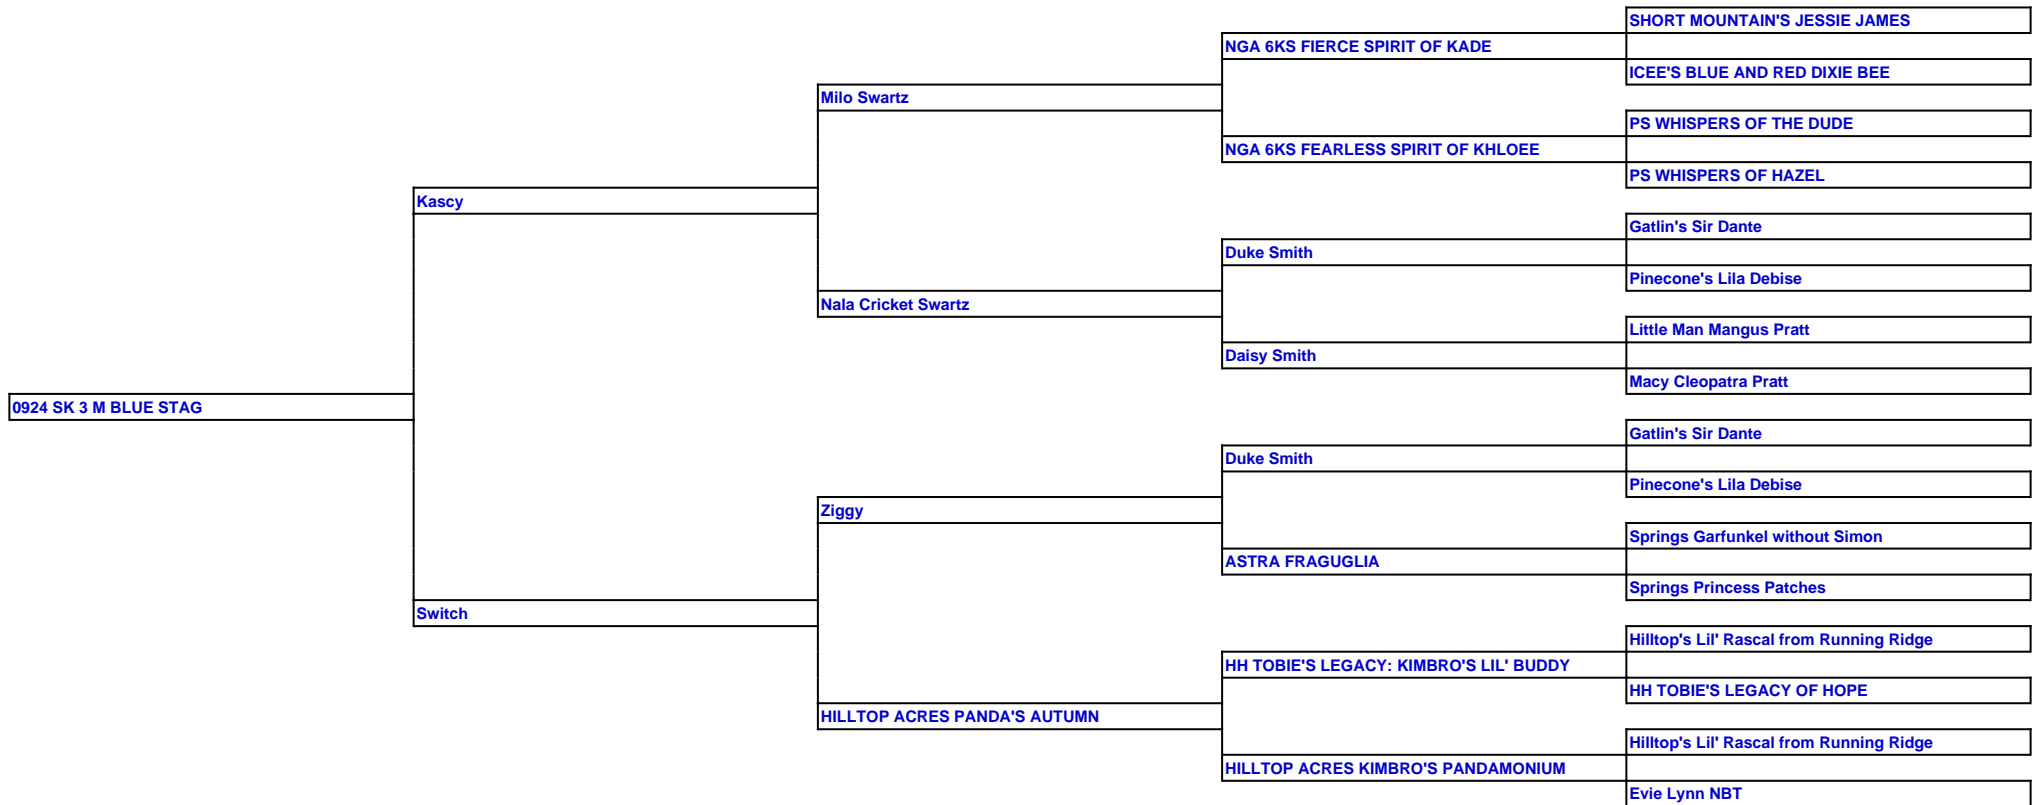 SHORT MOUNTAIN'S JESSIE JAMES
NGA 6KS FIERCE SPIRIT OF KADE
ICEE'S BLUE AND RED DIXIE BEE
Milo Swartz
PS WHISPERS OF THE DUDE
NGA 6KS FEARLESS SPIRIT OF KHLOEE
PS WHISPERS OF HAZEL
Kascy
Gatlin's Sir Dante
Duke Smith
Pinecone's Lila Debise
Nala Cricket Swartz
Little Man Mangus Pratt
Daisy Smith
Macy Cleopatra Pratt
0924 SK 3 M BLUE STAG
Gatlin's Sir Dante
Duke Smith
Pinecone's Lila Debise
Ziggy
Springs Garfunkel without Simon
ASTRA FRAGUGLIA
Springs Princess Patches
Switch
Hilltop's Lil' Rascal from Running Ridge
HH TOBIE'S LEGACY: KIMBRO'S LIL' BUDDY
HH TOBIE'S LEGACY OF HOPE
HILLTOP ACRES PANDA'S AUTUMN
Hilltop's Lil' Rascal from Running Ridge
HILLTOP ACRES KIMBRO'S PANDAMONIUM
Evie Lynn NBT